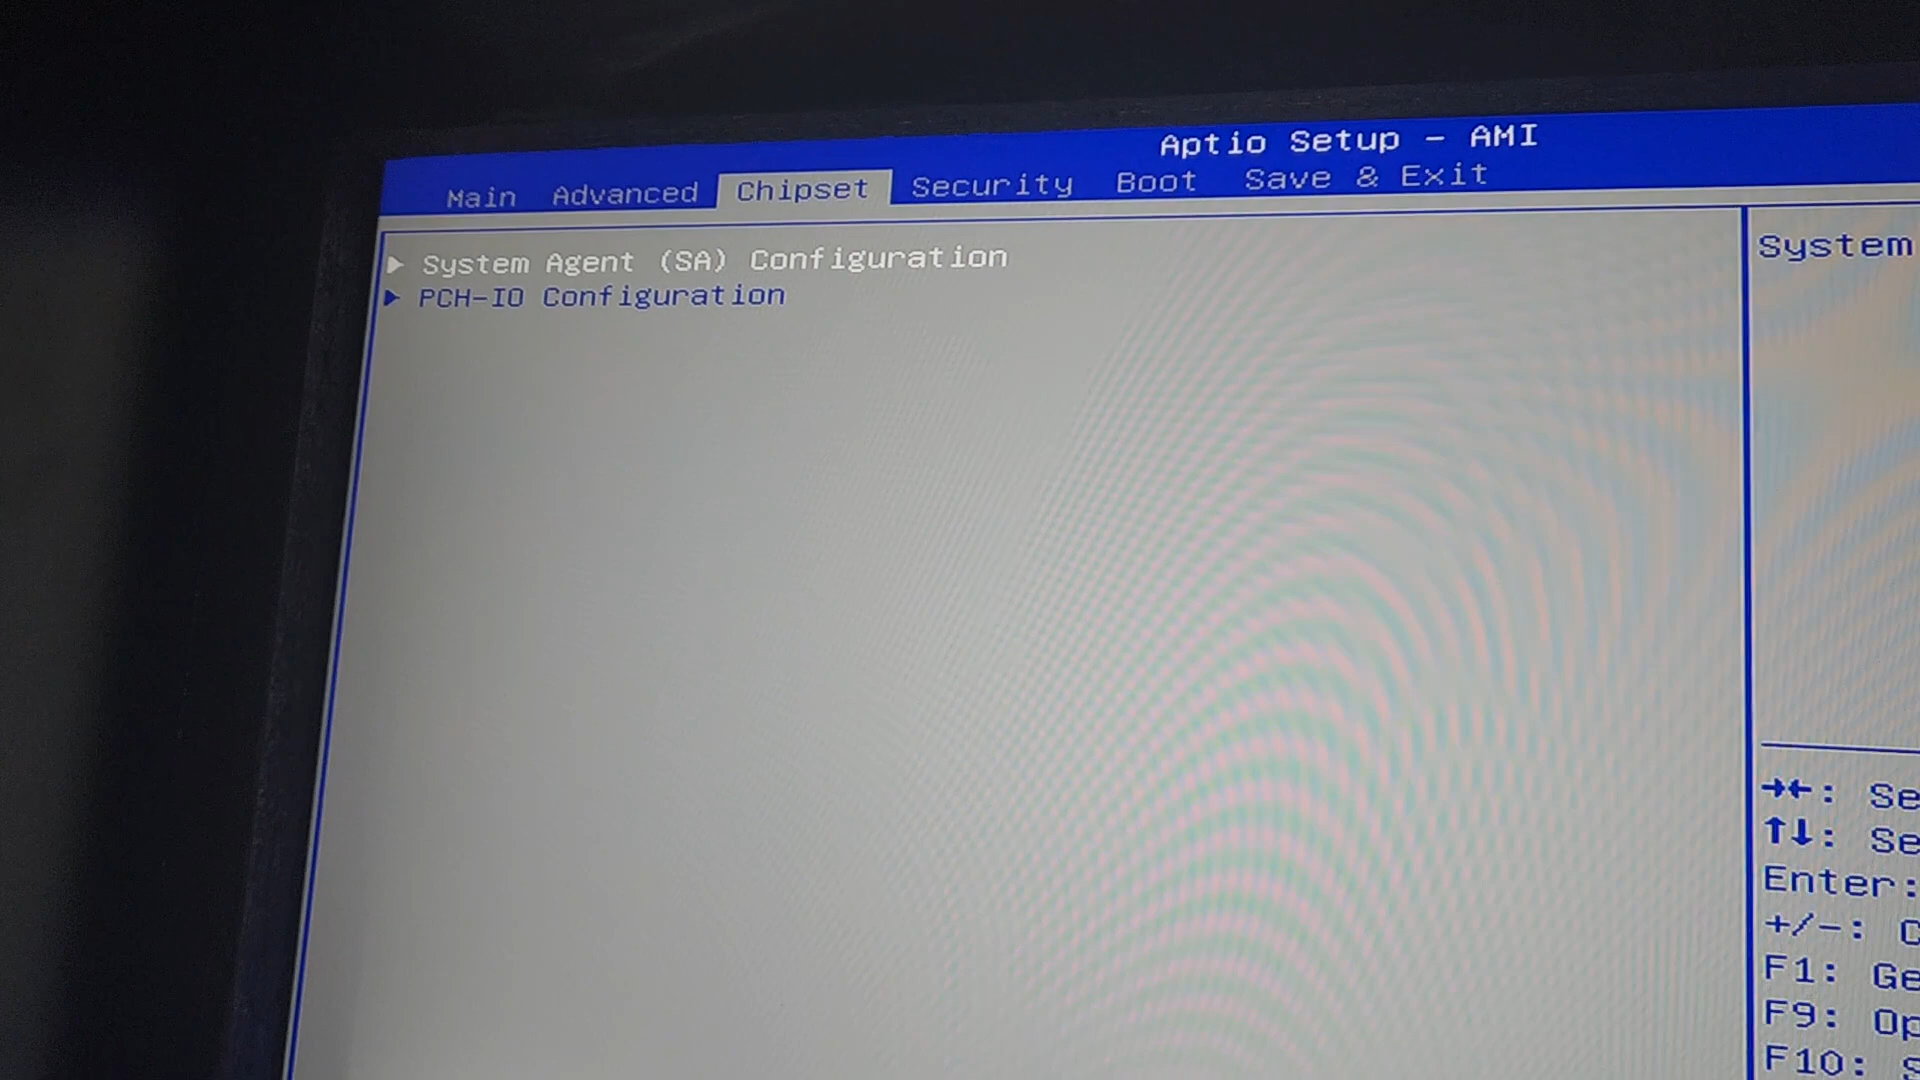 Aptio Setup - AMI
Main Advanced Chipset Security Boot Save & Exit
► System Agent (SA) Configuration
► PCH-IO Configuration
System
→←: Se
↑↓: Se
Enter:
+/-: C
F1: Ge
F9: Op
F10: S